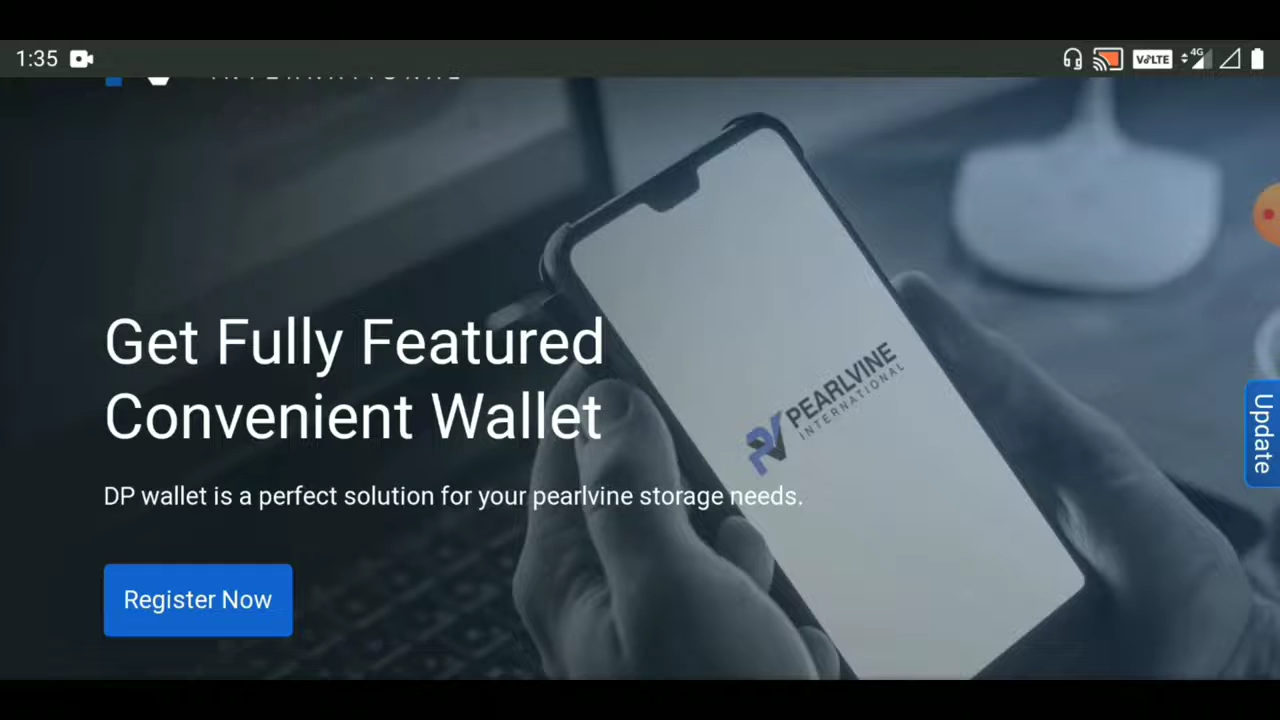 1:35
VoLTE
4G
INTERNATIONAL
Get Fully Featured
Convenient Wallet
DP wallet is a perfect solution for your pearlvine storage needs.
Register Now
PEARLVINE
INTERNATIONAL
Update